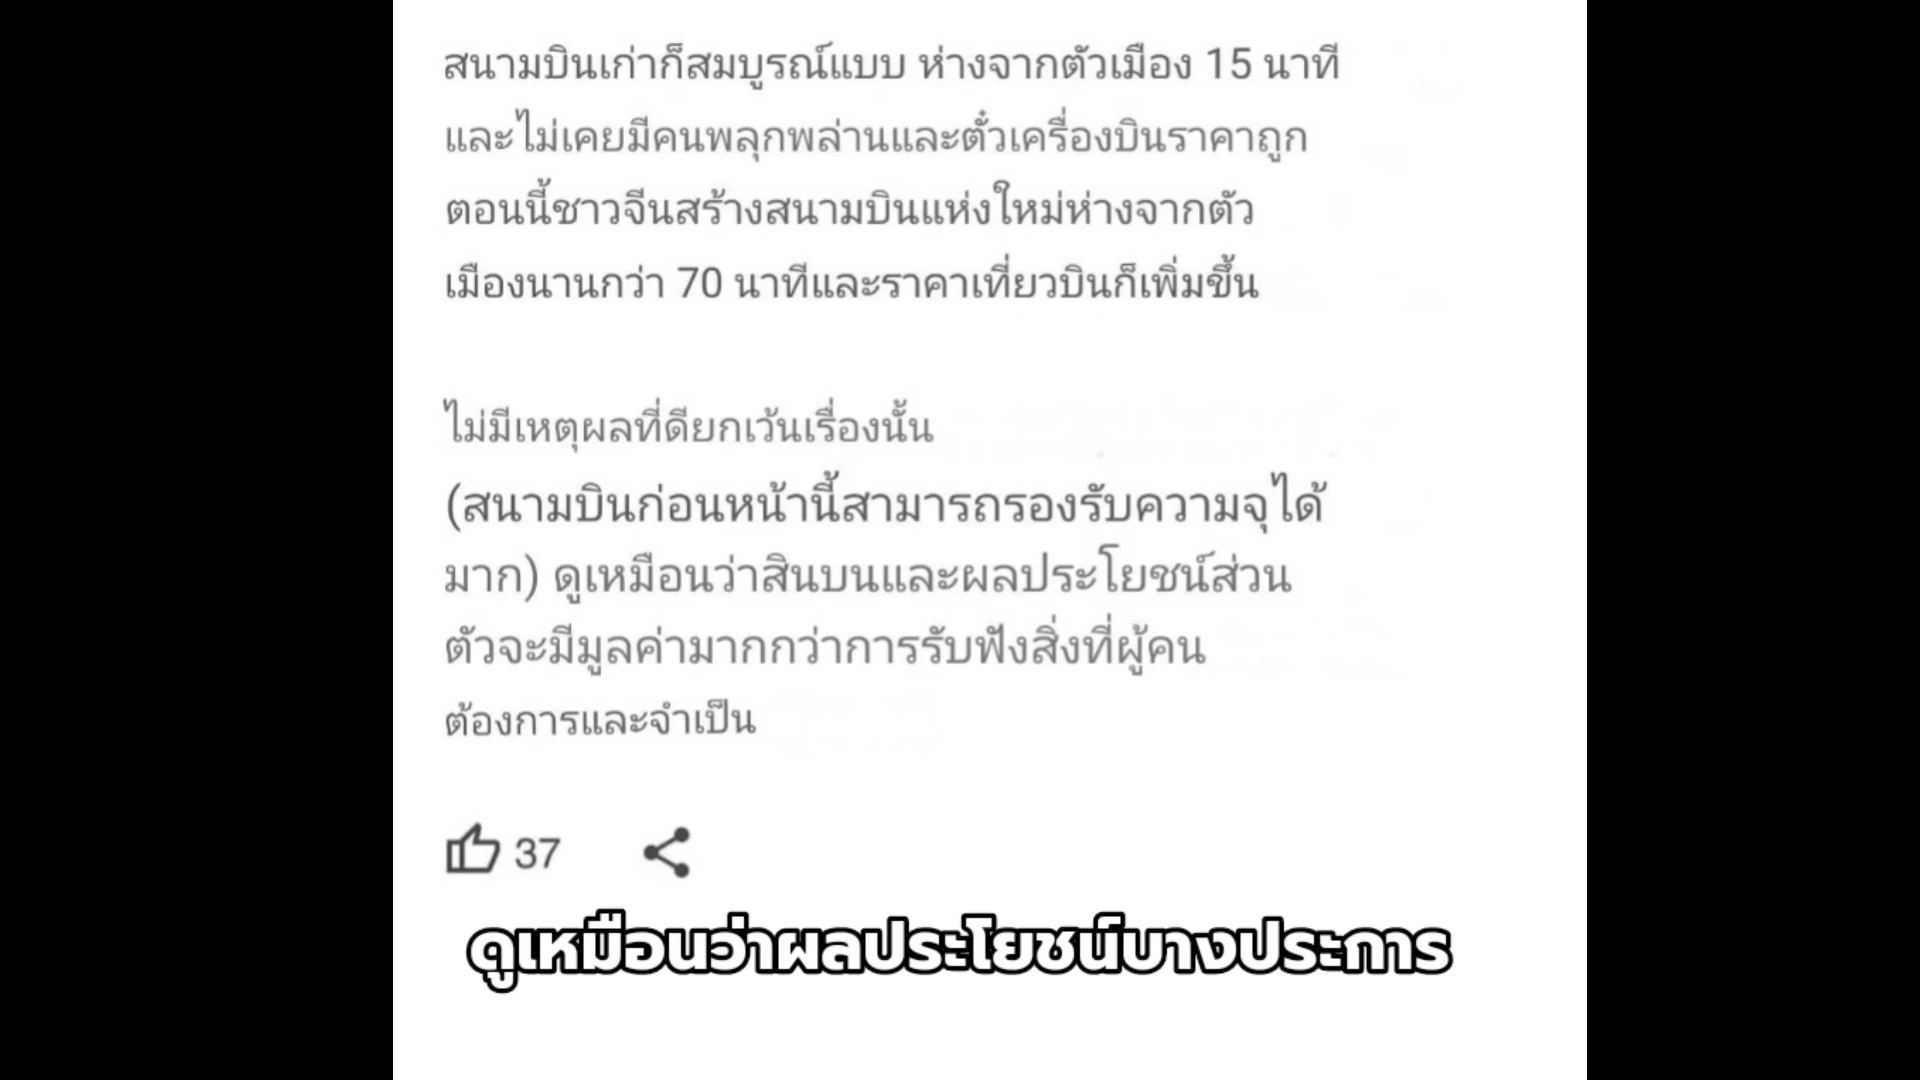 สนามบินเก่าก็สมบูรณ์แบบ ห่างจากตัวเมือง 15 นาที
และไม่เคยมีคนพลุกพล่านและตั๋วเครื่องบินราคาถูก
ตอนนี้ชาวจีนสร้างสนามบินแห่งใหม่ห่างจากตัว
เมืองนานกว่า 70 นาทีและราคาเที่ยวบินก็เพิ่มขึ้น
ไม่มีเหตุผลที่ดียกเว้นเรื่องนั้น
(สนามบินก่อนหน้านี้สามารถรองรับความจุได้
มาก) ดูเหมือนว่าสินบนและผลประโยชน์ส่วน
ตัวจะมีมูลค่ามากกว่าการรับฟังสิ่งที่ผู้คน
ต้องการและจำเป็น
37
ดูเหมือนว่าผลประโยชน์บางประการ